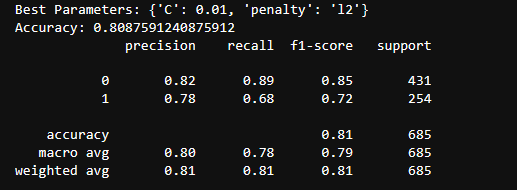 Best Parameters: {'C': 0.01, 'penalty': 'l2'}
Accuracy: 0.8087591240875912
precision recall f1-score support
0 0.82 0.89 0.85 431
1 0.78 0.68 0.72 254
accuracy 0.81 685
macro avg 0.80 0.78 0.79 685
weighted avg 0.81 0.81 0.81 685